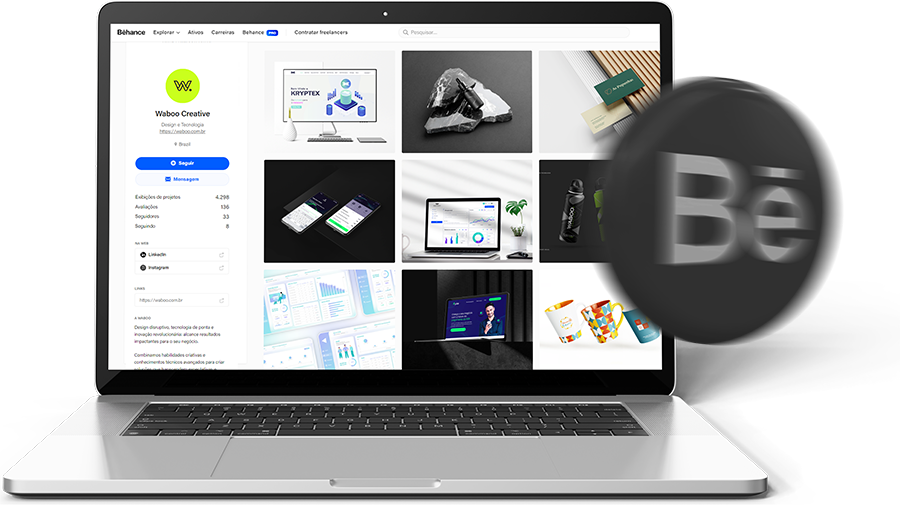 Bēhance
Explorar
Ativos
Carreiras
Behance PRO
Contratar freelancers
Pesquisar...
W.
Waboo Creative
Design e Tecnologia
https://waboo.com.br
Brazil
Seguir
Mensagem
Exibições de projetos 4.298
Avaliações 136
Seguidores 33
Seguindo 8
NA WEB
LinkedIn
Instagram
LINKS
https://waboo.com.br
A WABOO
Design disruptivo, tecnologia de ponta e
inovação revolucionária: alcance resultados
impactantes para o seu negócio.
Combinamos habilidades criativas e
conhecimentos técnicos avançados para criar
KRYPTEX
waboo
Bē